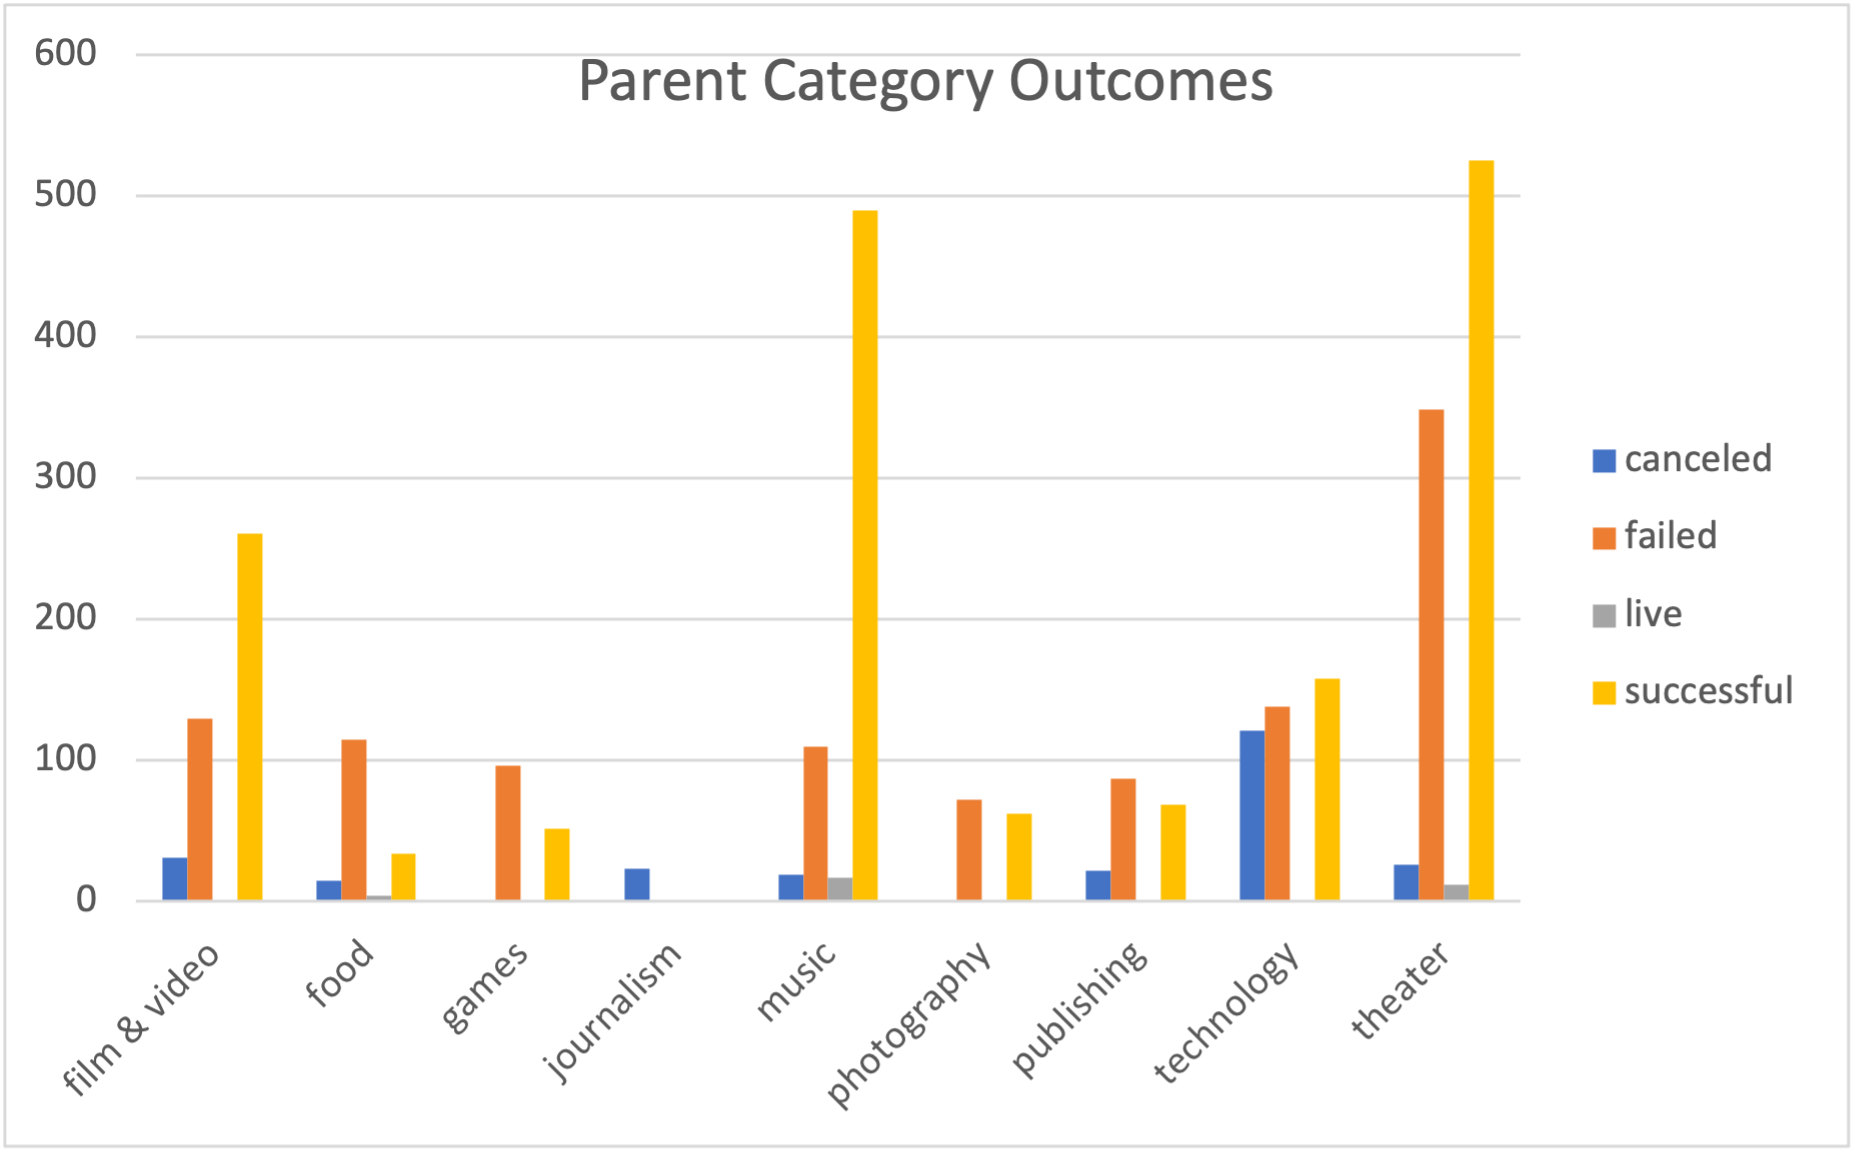 Parent Category Outcomes
600
500
400
300
200
100
0
film & video
food
games
journalism
music
photography
publishing
technology
theater
canceled
failed
live
successful